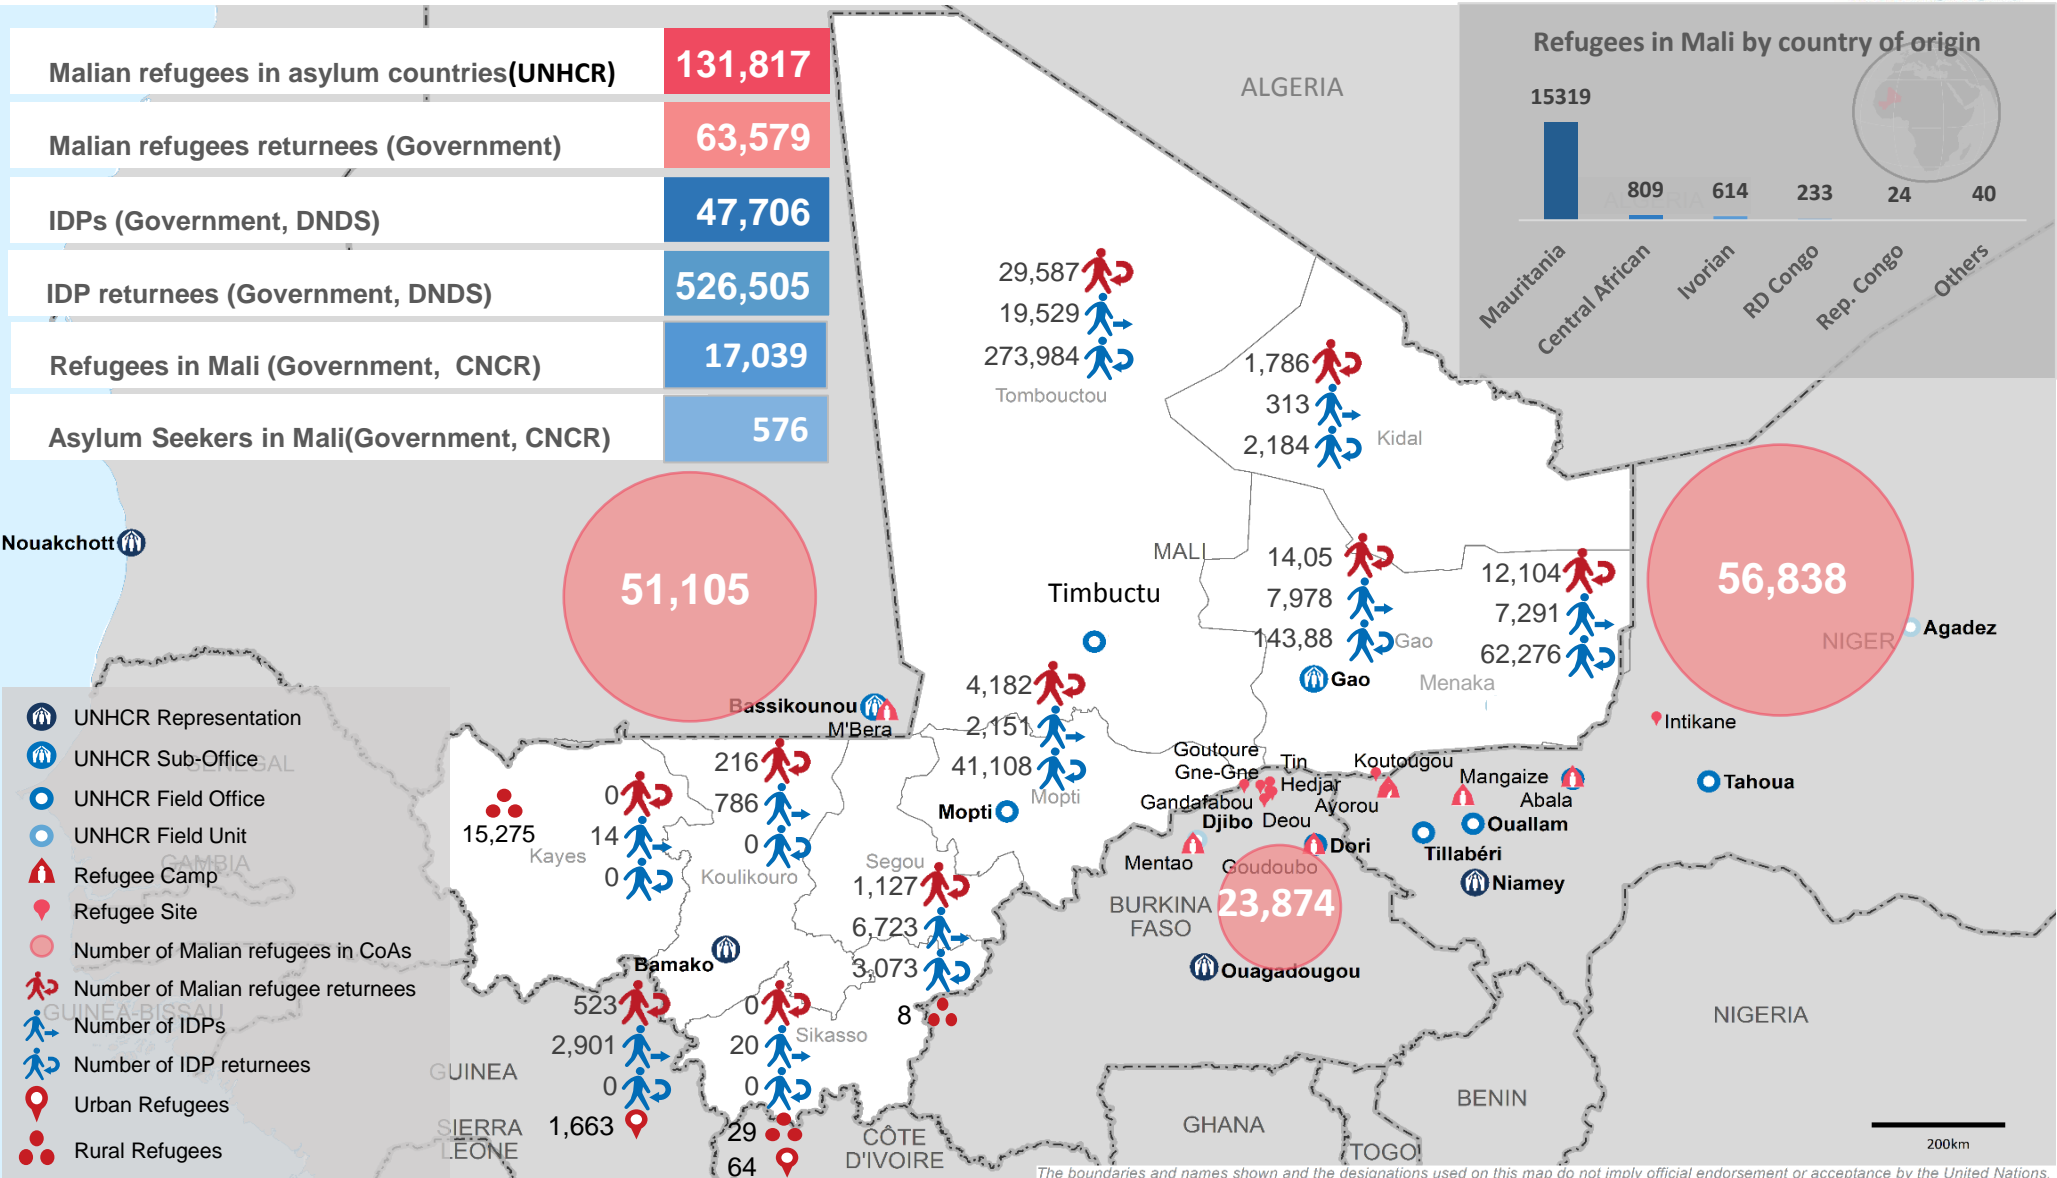 Malian refugees in asylum countries(UNHCR) 131,817
Malian refugees returnees (Government) 63,579
IDPs (Government, DNDS) 47,706
IDP returnees (Government, DNDS) 526,505
Refugees in Mali (Government, CNCR) 17,039
Asylum Seekers in Mali(Government, CNCR) 576
Refugees in Mali by country of origin
15319
809
614
233
24
40
Mauritania
Central African
Ivorian
RD Congo
Rep. Congo
Others
ALGERIA
ALGERIA
29,587
19,529
273,984
Tombouctou
1,786
313
2,184
Kidal
Nouakchott
51,105
MALI
Timbuctu
14,05
7,978
143,88
Gao
Gao
12,104
7,291
62,276
Menaka
56,838
NIGER
Agadez
Bassikounou
M'Bera
4,182
2,151
41,108
Mopti
Mopti
Intikane
Goutoure
Gne-Gne
Tin
Hedjar
Koutougou
Mangaize
Abala
Tahoua
Gandafabou
Djibo
Deou
Ayorou
Ouallam
Tillabéri
Mentao
Goudoubo
Dori
Niamey
BURKINA
FASO
23,874
Ouagadougou
15,275
0
14
0
Kayes
216
786
0
Koulikouro
Segou
1,127
6,723
3,073
8
Bamako
523
2,901
0
1,663
0
20
0
Sikasso
29
64
UNHCR Representation
UNHCR Sub-Office
UNHCR Field Office
UNHCR Field Unit
Refugee Camp
Refugee Site
Number of Malian refugees in CoAs
Number of Malian refugee returnees
Number of IDPs
Number of IDP returnees
Urban Refugees
Rural Refugees
SENEGAL
GAMBIA
GUINEA-BISSAU
GUINEA
SIERRA
LEONE
CÔTE
D'IVOIRE
GHANA
TOGO
BENIN
NIGERIA
200km
The boundaries and names shown and the designations used on this map do not imply official endorsement or acceptance by the United Nations.